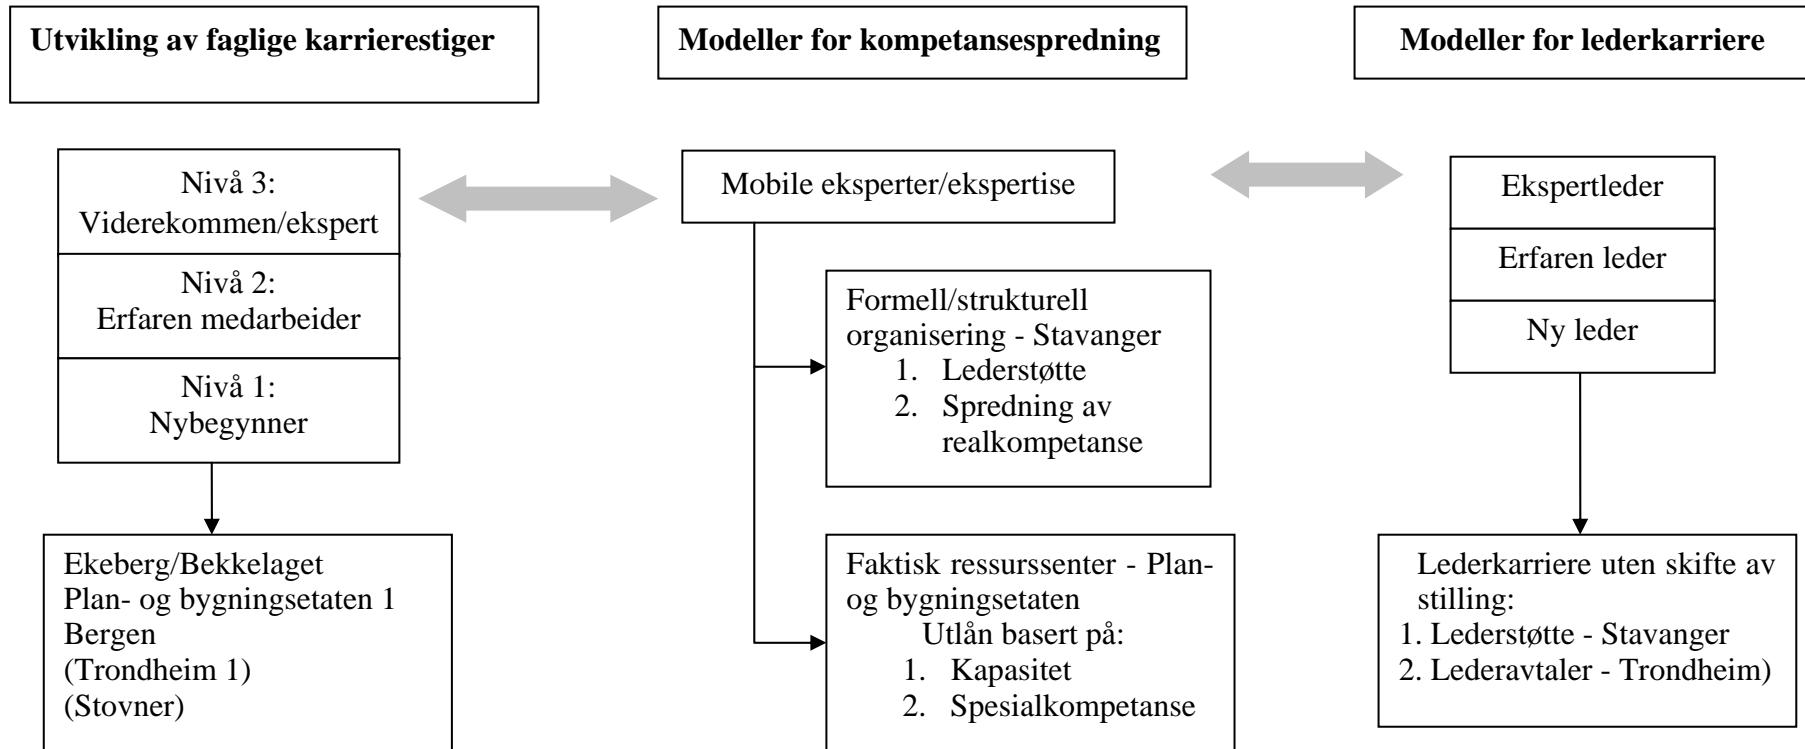 Utvikling av faglige karrierestiger
Modeller for kompetansespredning
Modeller for lederkarriere
Nivå 3:
Viderekommen/ekspert
Nivå 2:
Erfaren medarbeider
Nivå 1:
Nybegynner
Ekeberg/Bekkelaget
Plan- og bygningsetaten 1
Bergen
(Trondheim 1)
(Stovner)
Mobile eksperter/ekspertise
Formell/strukturell
organisering - Stavanger
1. Lederstøtte
2. Spredning av
realkompetanse
Faktisk ressurssenter - Plan-
og bygningsetaten
Utlån basert på:
1. Kapasitet
2. Spesialkompetanse
Ekspertleder
Erfaren leder
Ny leder
Lederkarriere uten skifte av
stilling:
1. Lederstøtte - Stavanger
2. Lederavtaler - Trondheim)